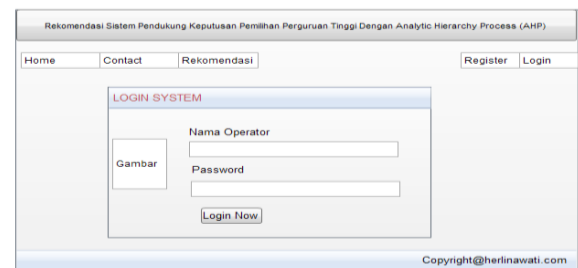 Rekomendasi Sistem Pendukung Keputusan Pemilihan Perguruan Tinggi Dengan Analytic Hierarchy Process (AHP)
Home Contact Rekomendasi Register Login
LOGIN SYSTEM
Nama Operator
Gambar
Password
Login Now
Copyright@herlinawati.com